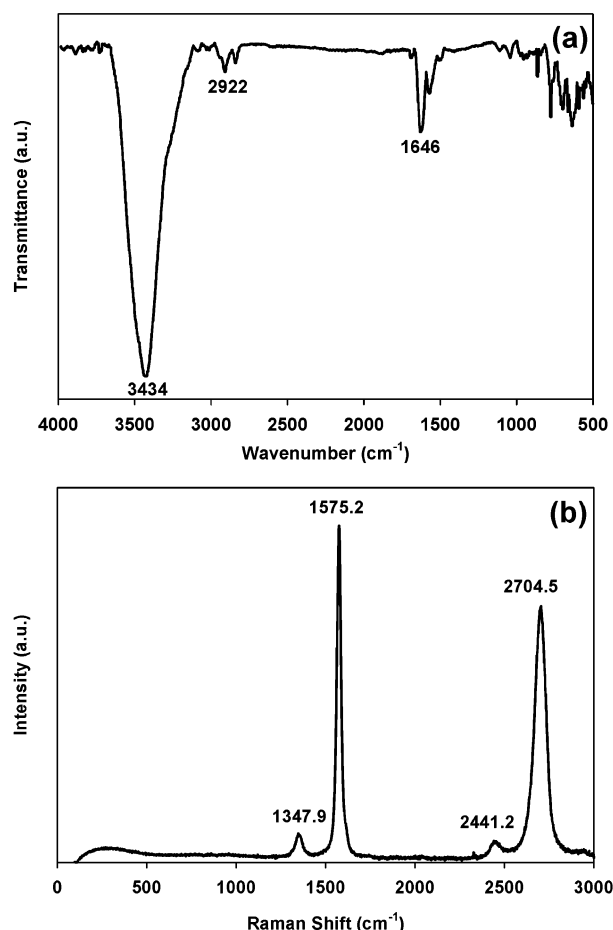 (a)
2922
1646
3434
Transmittance (a.u.)
4000 3500 3000 2500 2000 1500 1000 500
Wavenumber (cm⁻¹)
(b)
1575.2
2704.5
1347.9
2441.2
Intensity (a.u.)
0 500 1000 1500 2000 2500 3000
Raman Shift (cm⁻¹)